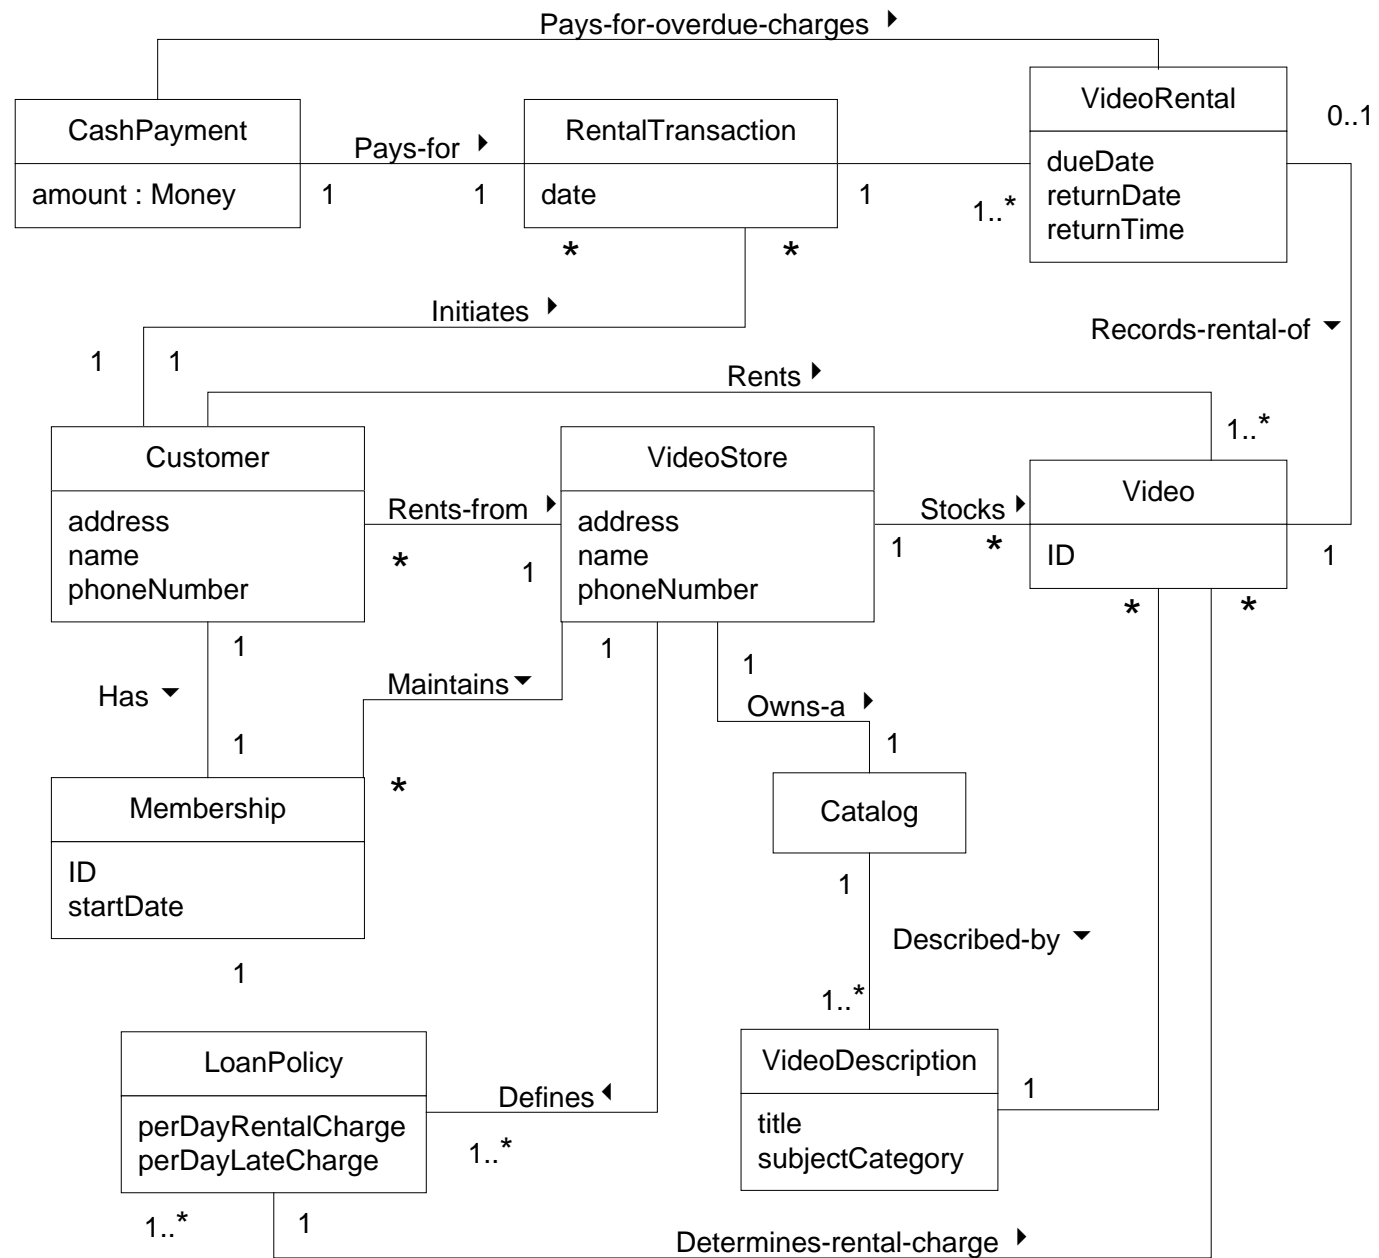 Pays-for-overdue-charges
CashPayment
amount : Money
Pays-for
1
1
RentalTransaction
date
1
1..*
VideoRental
dueDate
returnDate
returnTime
0..1
*
*
Initiates
1
1
Records-rental-of
Rents
1..*
Customer
address
name
phoneNumber
Rents-from
*
1
VideoStore
address
name
phoneNumber
Stocks
1
*
Video
ID
1
*
*
1
Has
1
Maintains
*
1
1
Owns-a
1
Membership
ID
startDate
1
Catalog
1
Described-by
1..*
LoanPolicy
perDayRentalCharge
perDayLateCharge
Defines
1..*
VideoDescription
title
subjectCategory
1
1..*
1
Determines-rental-charge